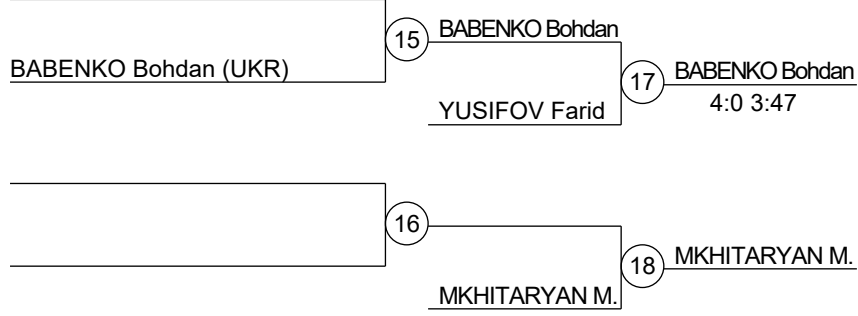 15
BABENKO Bohdan
BABENKO Bohdan (UKR)
17
BABENKO Bohdan
4:0 3:47
YUSIFOV Farid
16
18
MKHITARYAN M.
MKHITARYAN M.